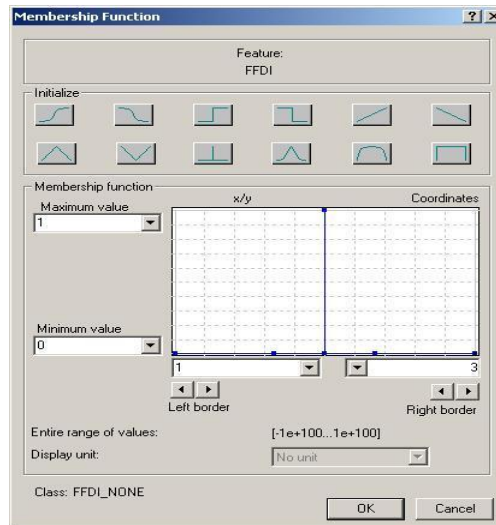 Membership Function
Feature:
FFDI
Initialize
Membership function
x/y
Coordinates
Maximum value
1
Minimum value
0
1
3
Left border
Right border
Entire range of values:
[-1e+100...1e+100]
Display unit:
No unit
Class: FFDI_NONE
OK
Cancel